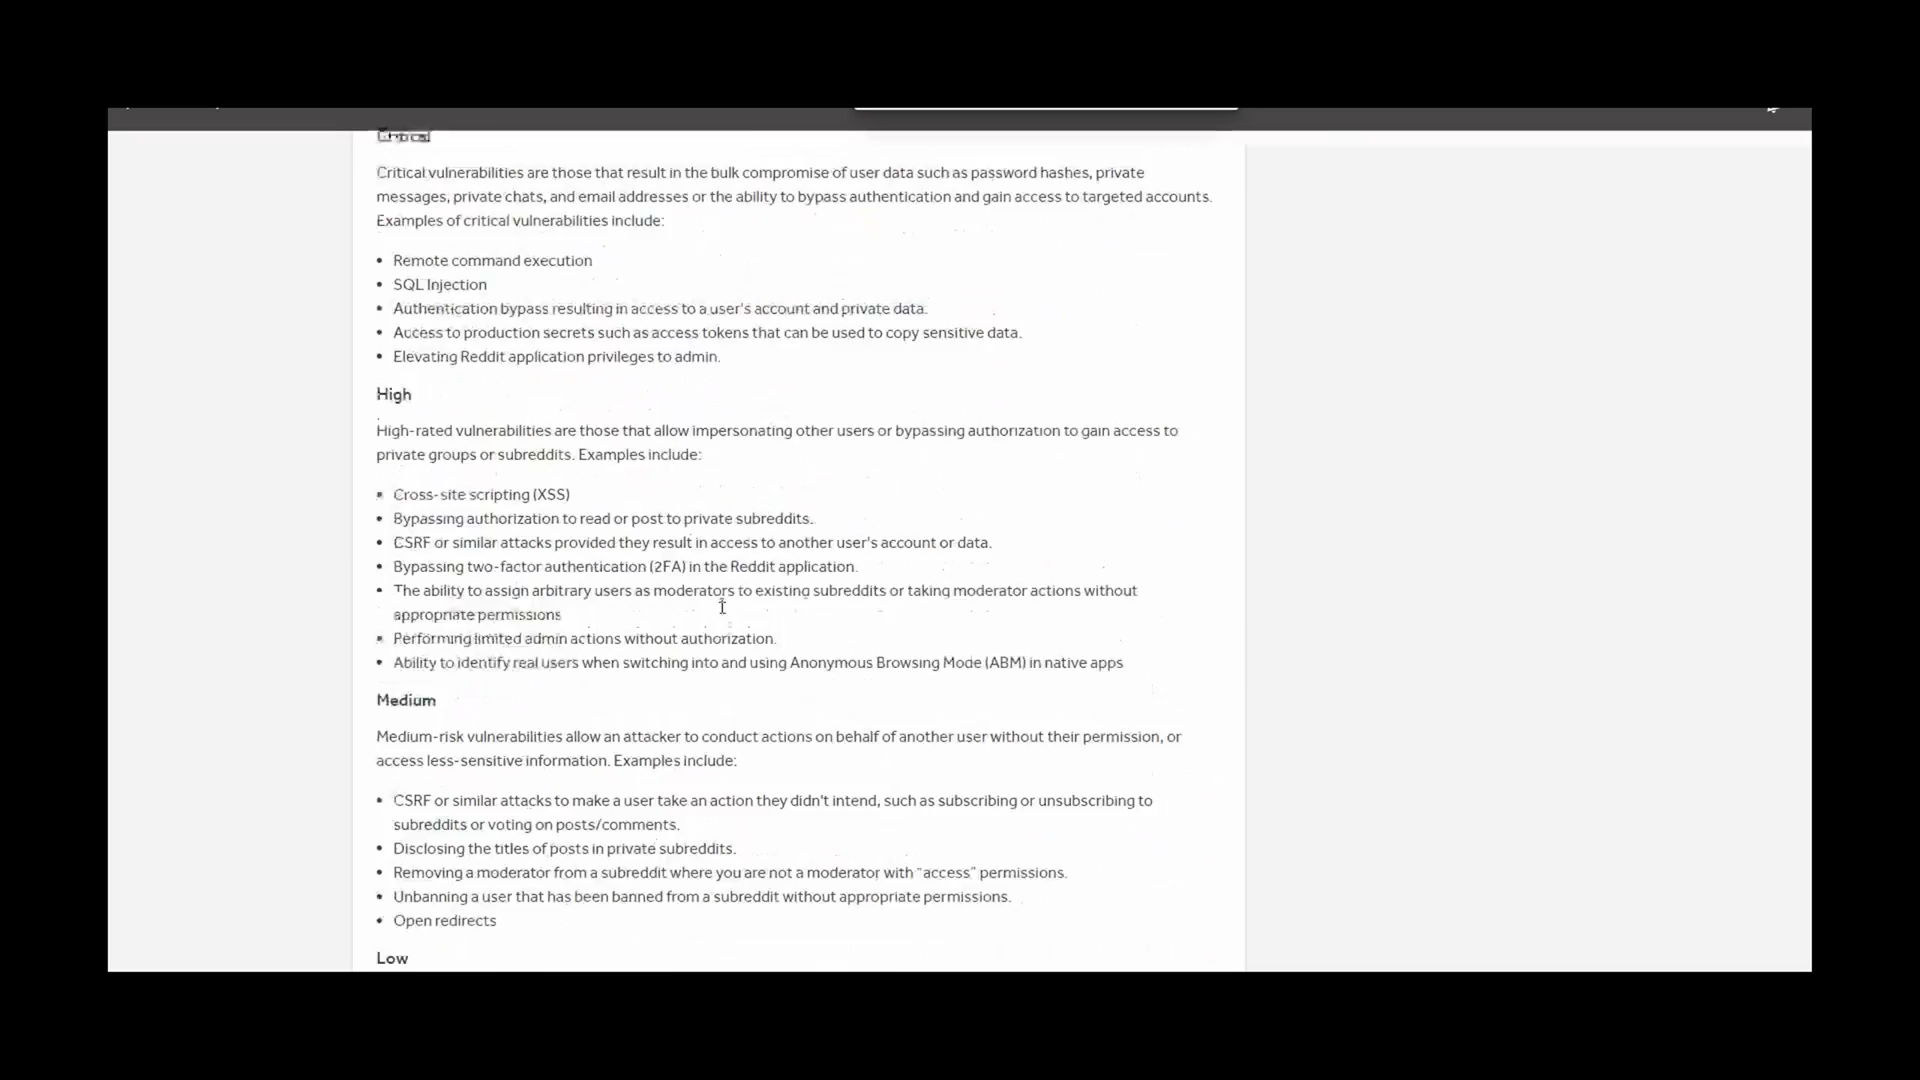 Critical
Critical vulnerabilities are those that result in the bulk compromise of user data such as password hashes, private
messages, private chats, and email addresses or the ability to bypass authentication and gain access to targeted accounts.
Examples of critical vulnerabilities include:
• Remote command execution
• SQL Injection
• Authentication bypass resulting in access to a user's account and private data.
• Access to production secrets such as access tokens that can be used to copy sensitive data.
• Elevating Reddit application privileges to admin.
High
High-rated vulnerabilities are those that allow impersonating other users or bypassing authorization to gain access to
private groups or subreddits. Examples include:
• Cross-site scripting (XSS)
• Bypassing authorization to read or post to private subreddits.
• CSRF or similar attacks provided they result in access to another user's account or data.
• Bypassing two-factor authentication (2FA) in the Reddit application.
• The ability to assign arbitrary users as moderators to existing subreddits or taking moderator actions without
appropriate permissions
• Performing limited admin actions without authorization.
• Ability to identify real users when switching into and using Anonymous Browsing Mode (ABM) in native apps
Medium
Medium-risk vulnerabilities allow an attacker to conduct actions on behalf of another user without their permission, or
access less-sensitive information. Examples include:
• CSRF or similar attacks to make a user take an action they didn't intend, such as subscribing or unsubscribing to
subreddits or voting on posts/comments.
• Disclosing the titles of posts in private subreddits.
• Removing a moderator from a subreddit where you are not a moderator with "access" permissions.
• Unbanning a user that has been banned from a subreddit without appropriate permissions.
• Open redirects
Low